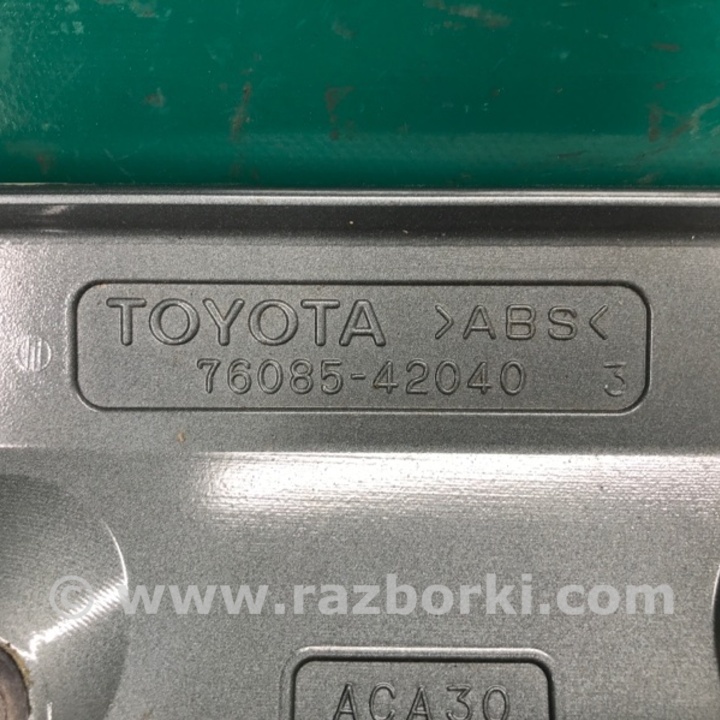 TOYOTA >ABS<
76085-42040 3
© www.razborki.com
ACA30